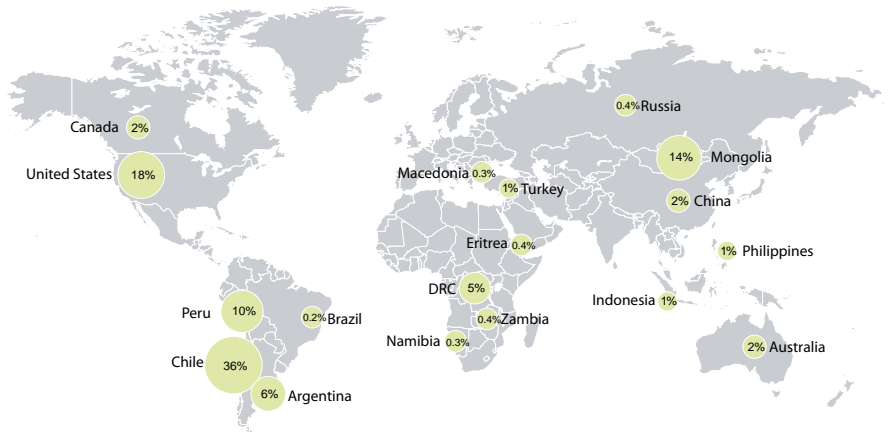 0.4% Russia
Canada 2%
14% Mongolia
United States 18%
Macedonia 0.3%
1% Turkey
2% China
Eritrea 0.4%
1% Philippines
DRC 5%
Indonesia 1%
Peru 10%
0.2% Brazil
0.4% Zambia
Namibia 0.3%
2% Australia
Chile 36%
6% Argentina